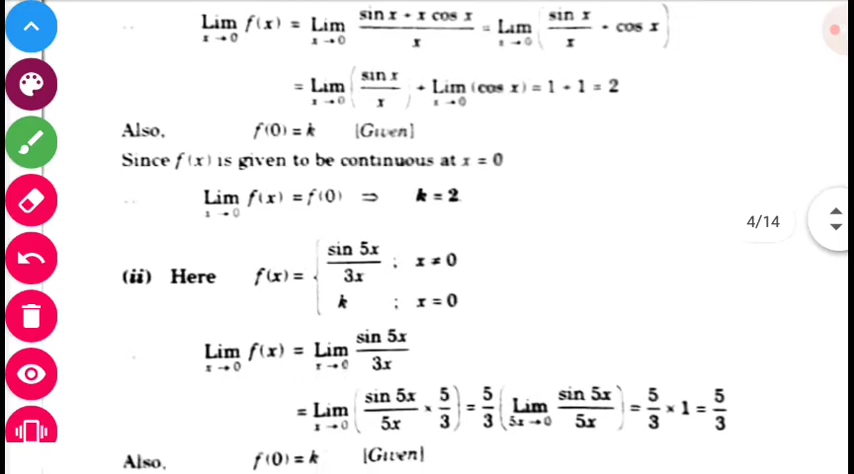 Lim x→0 f(x) = Lim x→0 (sin x + x cos x)/x = Lim x→0 (sin x/x + cos x)
= Lim x→0 (sin x/x) + Lim x→0 (cos x) = 1 + 1 = 2
Also, f(0) = k [Given]
Since f(x) is given to be continuous at x = 0
Lim x→0 f(x) = f(0) ⇒ k = 2
4/14
(ii) Here f(x) = { sin 5x/3x ; x ≠ 0
k ; x = 0
Lim x→0 f(x) = Lim x→0 sin 5x/3x
= Lim x→0 (sin 5x/5x × 5/3) = 5/3 (Lim 5x→0 sin 5x/5x) = 5/3 × 1 = 5/3
Also, f(0) = k [Given]